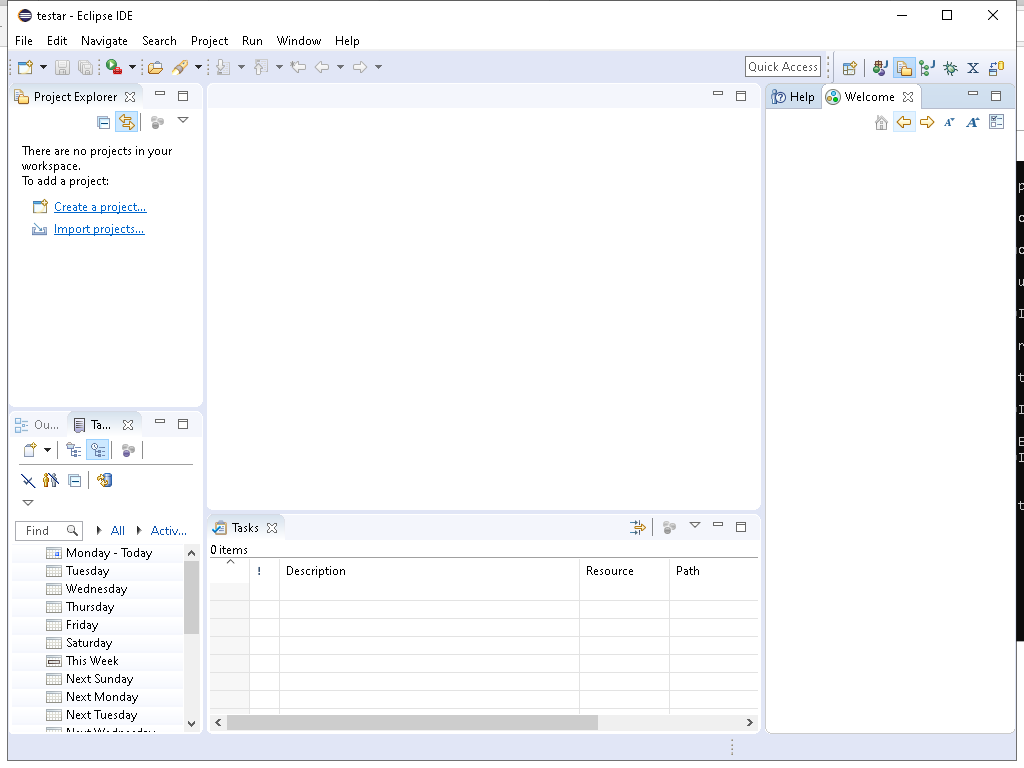 testar - Eclipse IDE
File Edit Navigate Search Project Run Window Help
Quick Access
Project Explorer
Help Welcome
There are no projects in your
workspace.
To add a project:
Create a project...
Import projects...
Ou... Ta...
Find All Activ...
Monday - Today
Tuesday
Wednesday
Thursday
Friday
Saturday
This Week
Next Sunday
Next Monday
Next Tuesday
Next Wednesday
Tasks
0 items
! Description Resource Path